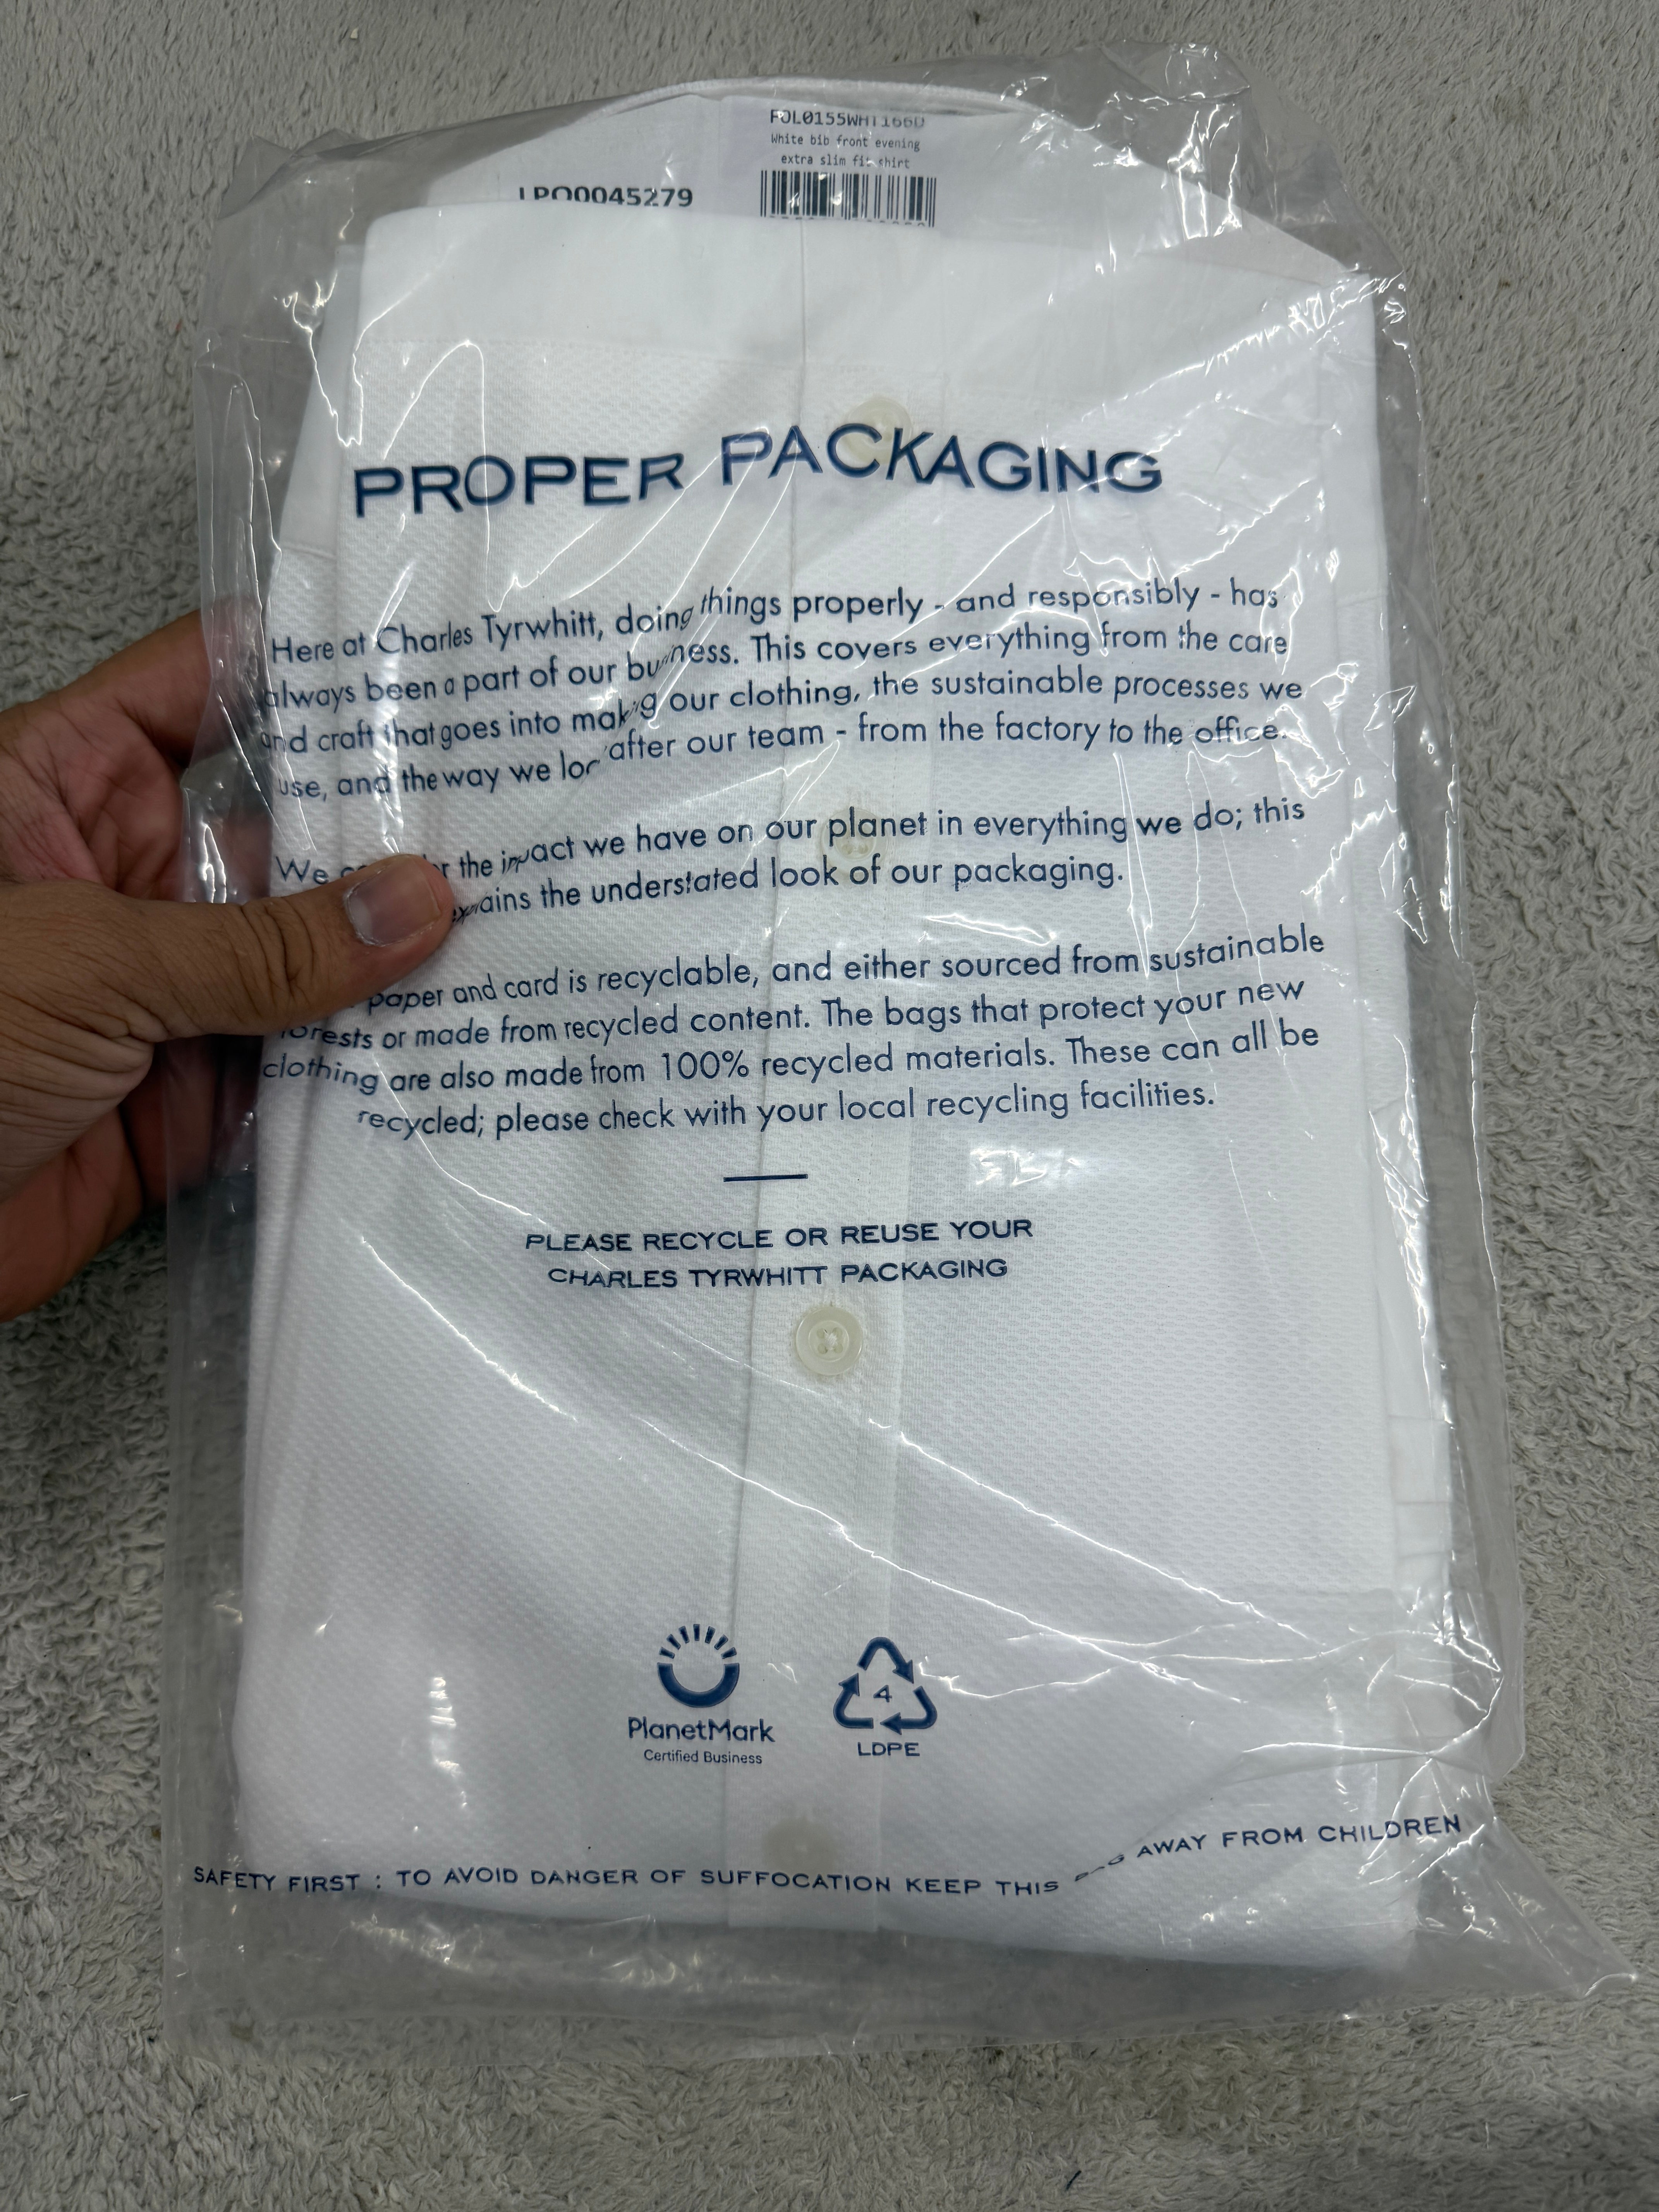 FOL0155WHT166D
White bib front evening
extra slim fit shirt
LPO0045279
PROPER PACKAGING
Here at Charles Tyrwhitt, doing things properly - and responsibly - has
always been a part of our business. This covers everything from the care
and craft that goes into making our clothing, the sustainable processes we
use, and the way we look after our team - from the factory to the office.
We the impact we have on our planet in everything we do; this
explains the understated look of our packaging.
paper and card is recyclable, and either sourced from sustainable
forests or made from recycled content. The bags that protect your new
clothing are also made from 100% recycled materials. These can all be
recycled; please check with your local recycling facilities.
PLEASE RECYCLE OR REUSE YOUR
CHARLES TYRWHITT PACKAGING
PlanetMark
Certified Business
4
LDPE
SAFETY FIRST : TO AVOID DANGER OF SUFFOCATION KEEP THIS BAG AWAY FROM CHILDREN